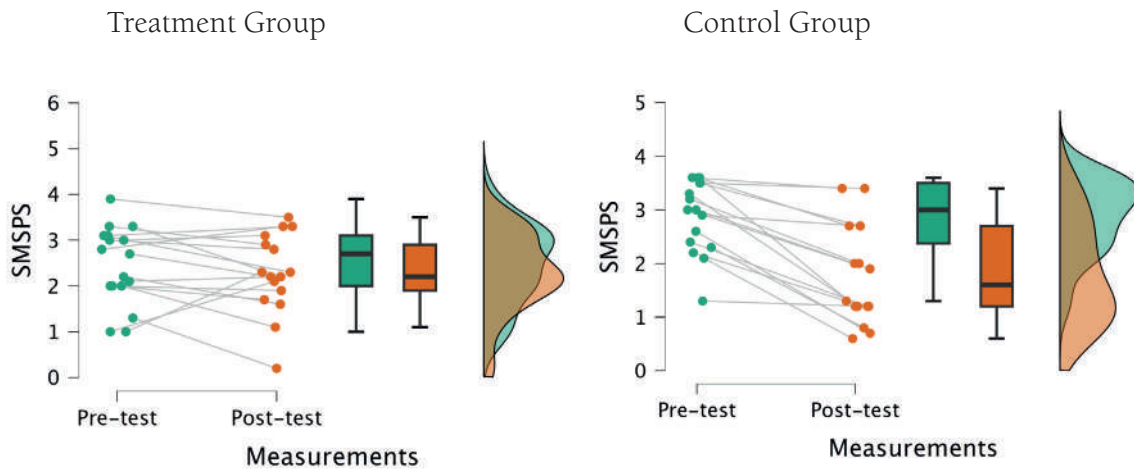 Treatment Group
Control Group
6
5
4
3
2
1
0
SMSPS
Pre-test
Post-test
Measurements
5
4
3
2
1
0
SMSPS
Pre-test
Post-test
Measurements